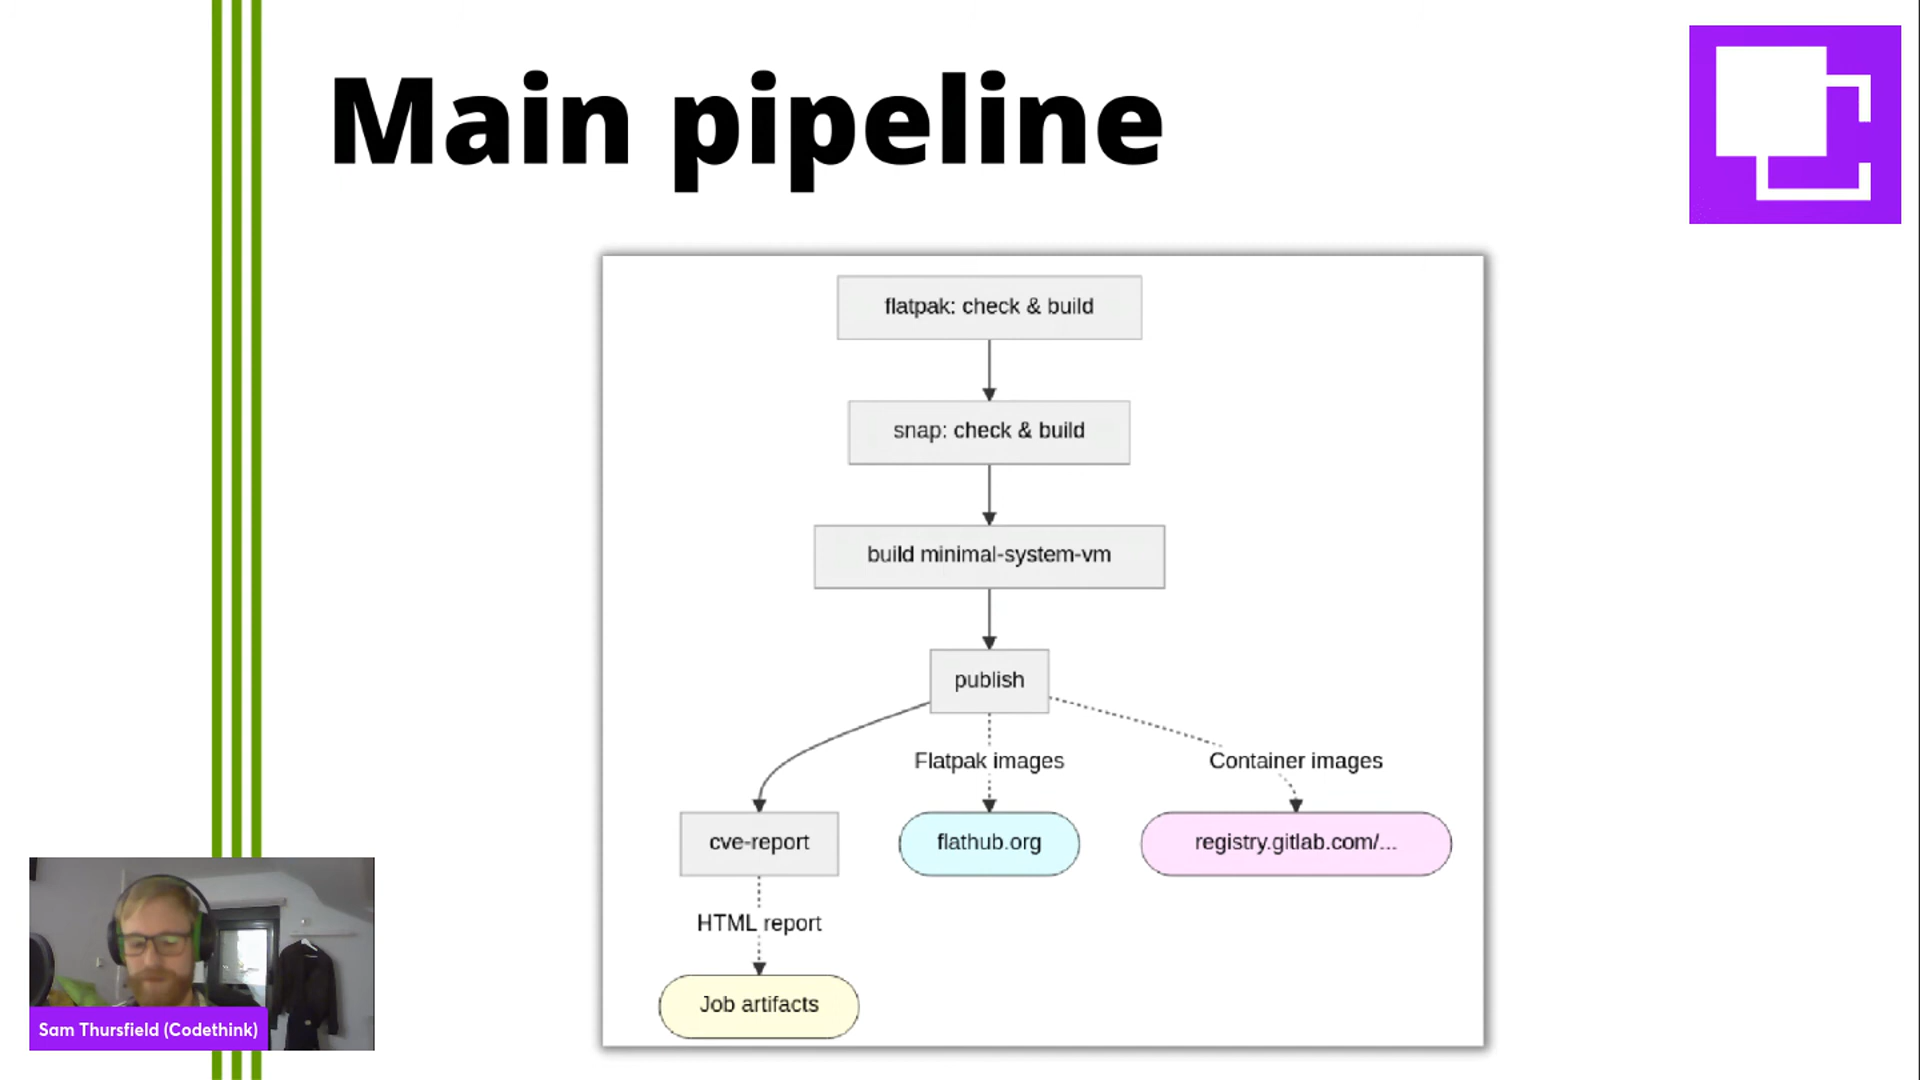 Main pipeline
flatpak: check & build
snap: check & build
build minimal-system-vm
publish
Flatpak images
Container images
cve-report
flathub.org
registry.gitlab.com/...
HTML report
Job artifacts
Sam Thursfield (Codethink)